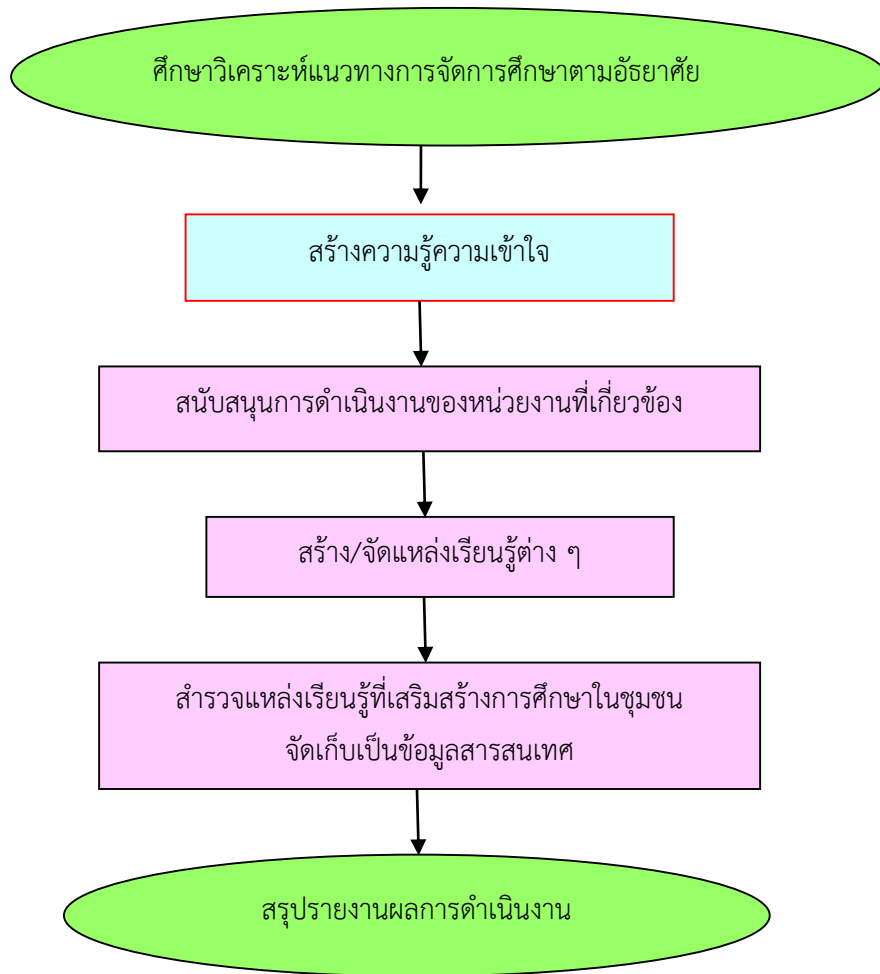 ศึกษาวิเคราะห์แนวทางการจัดการศึกษาตามอัธยาศัย
สร้างความรู้ความเข้าใจ
สนับสนุนการดำเนินงานของหน่วยงานที่เกี่ยวข้อง
สร้าง/จัดแหล่งเรียนรู้ต่าง ๆ
สำรวจแหล่งเรียนรู้ที่เสริมสร้างการศึกษาในชุมชน
จัดเก็บเป็นข้อมูลสารสนเทศ
สรุปรายงานผลการดำเนินงาน